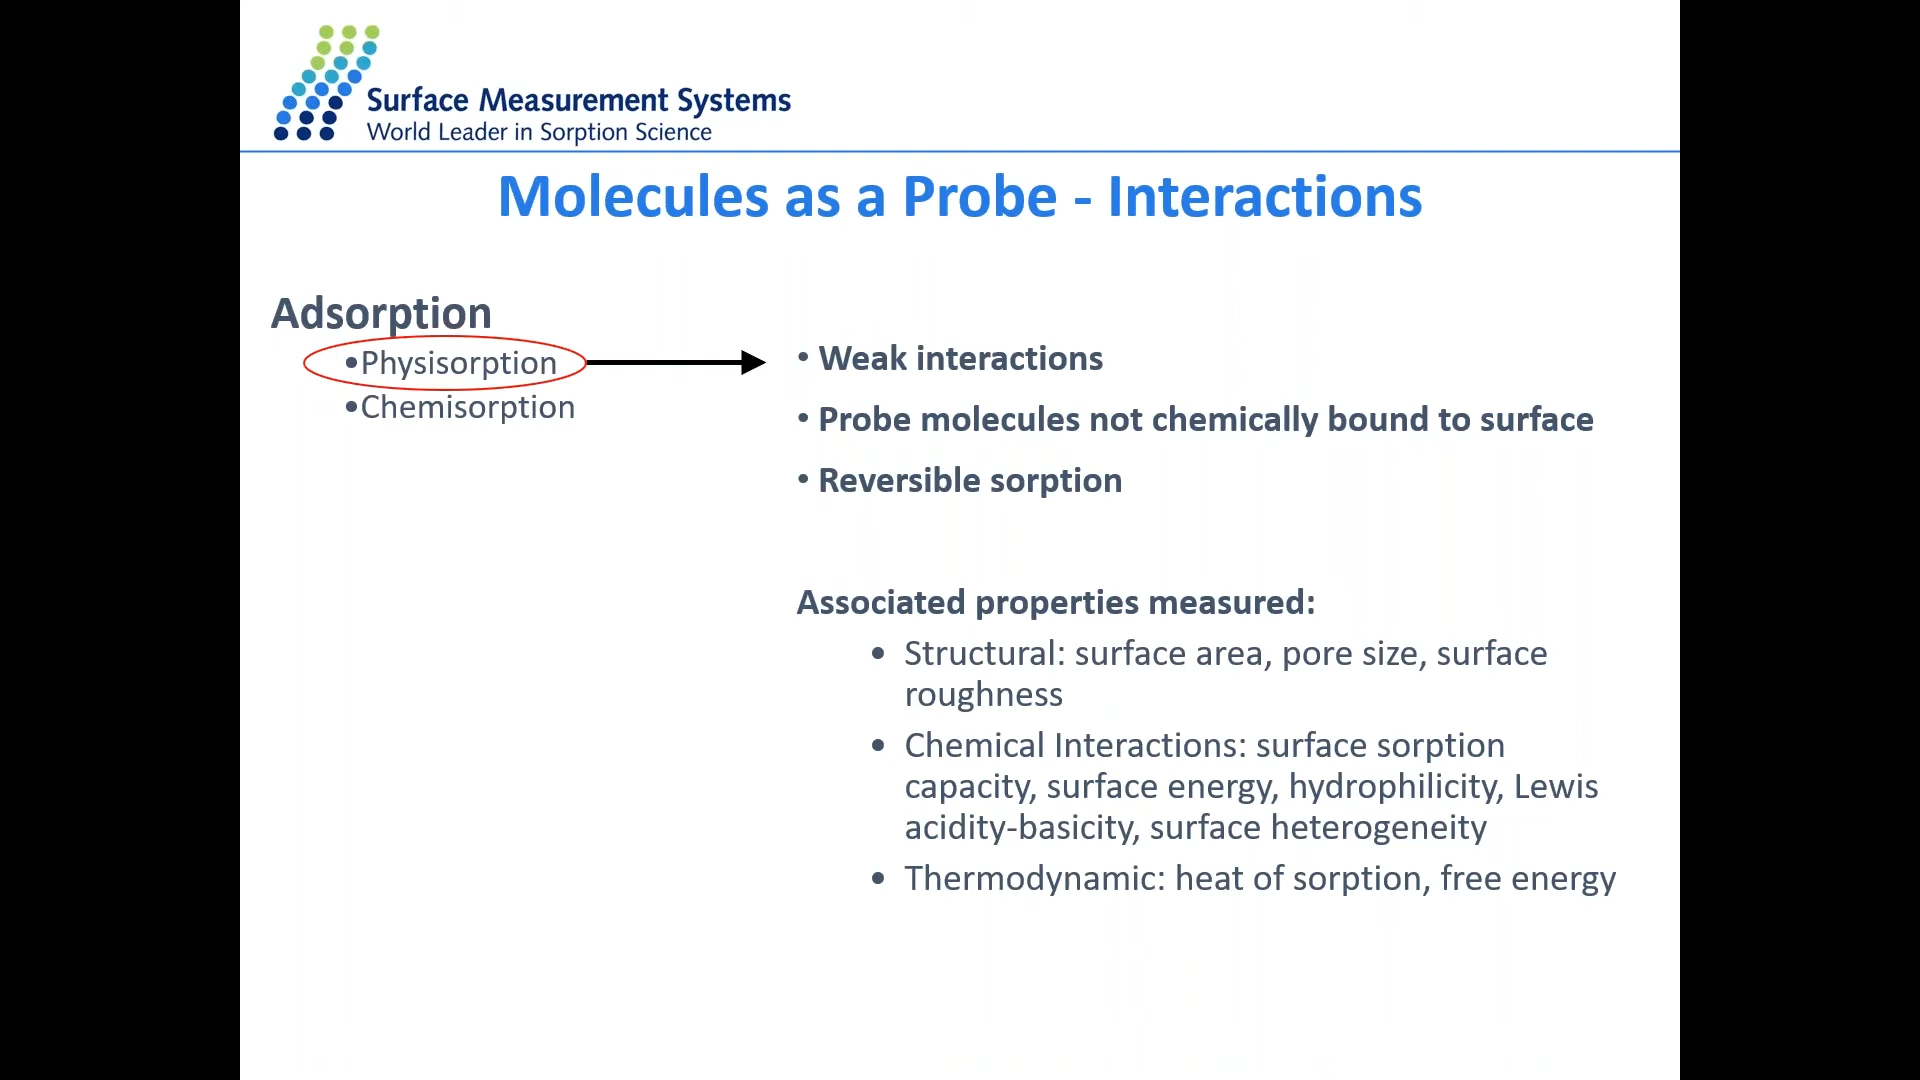 Surface Measurement Systems
World Leader in Sorption Science
Molecules as a Probe - Interactions
Adsorption
•Physisorption
•Chemisorption
• Weak interactions
• Probe molecules not chemically bound to surface
• Reversible sorption
Associated properties measured:
• Structural: surface area, pore size, surface
roughness
• Chemical Interactions: surface sorption
capacity, surface energy, hydrophilicity, Lewis
acidity-basicity, surface heterogeneity
• Thermodynamic: heat of sorption, free energy